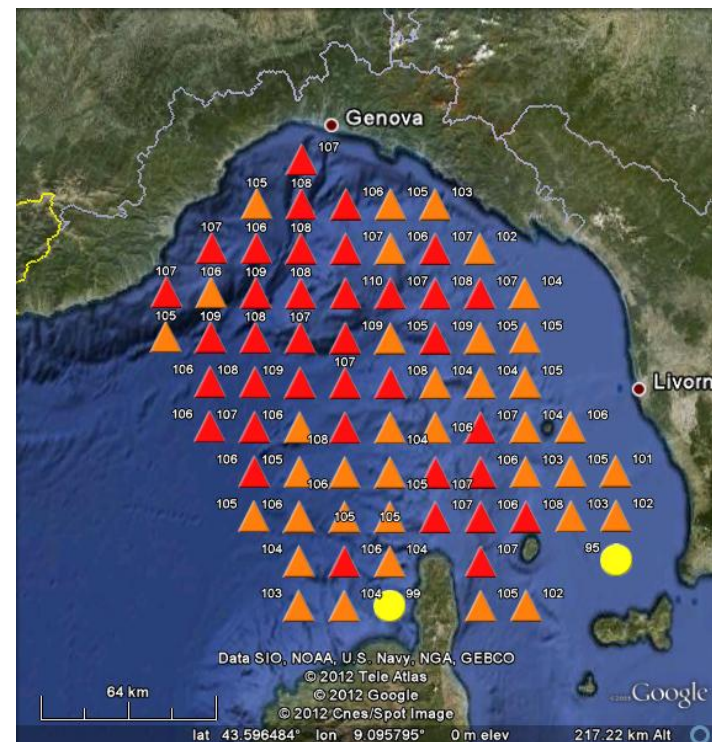 Genova
107
105 108 106 105 103
107 106 108 107 106 107 102
107 106 109 108 110 107 108 107 104
105 109 108 107 109 105 109 105 105
106 108 109 107 108 104 104 105
106 107 106 108 104 106 107 104 106
Livorn
106 105 106 105 107 106 103 105 101
105 106 105 105 107 106 108 103 102
104 106 104 107 95
103 104 99 105 102
Data SIO, NOAA, U.S. Navy, NGA, GEBCO
© 2012 Tele Atlas
© 2012 Google
© 2012 Cnes/Spot Image
64 km
Google
lat 43.596484° lon 9.095795° 0 m elev 217.22 km Alt